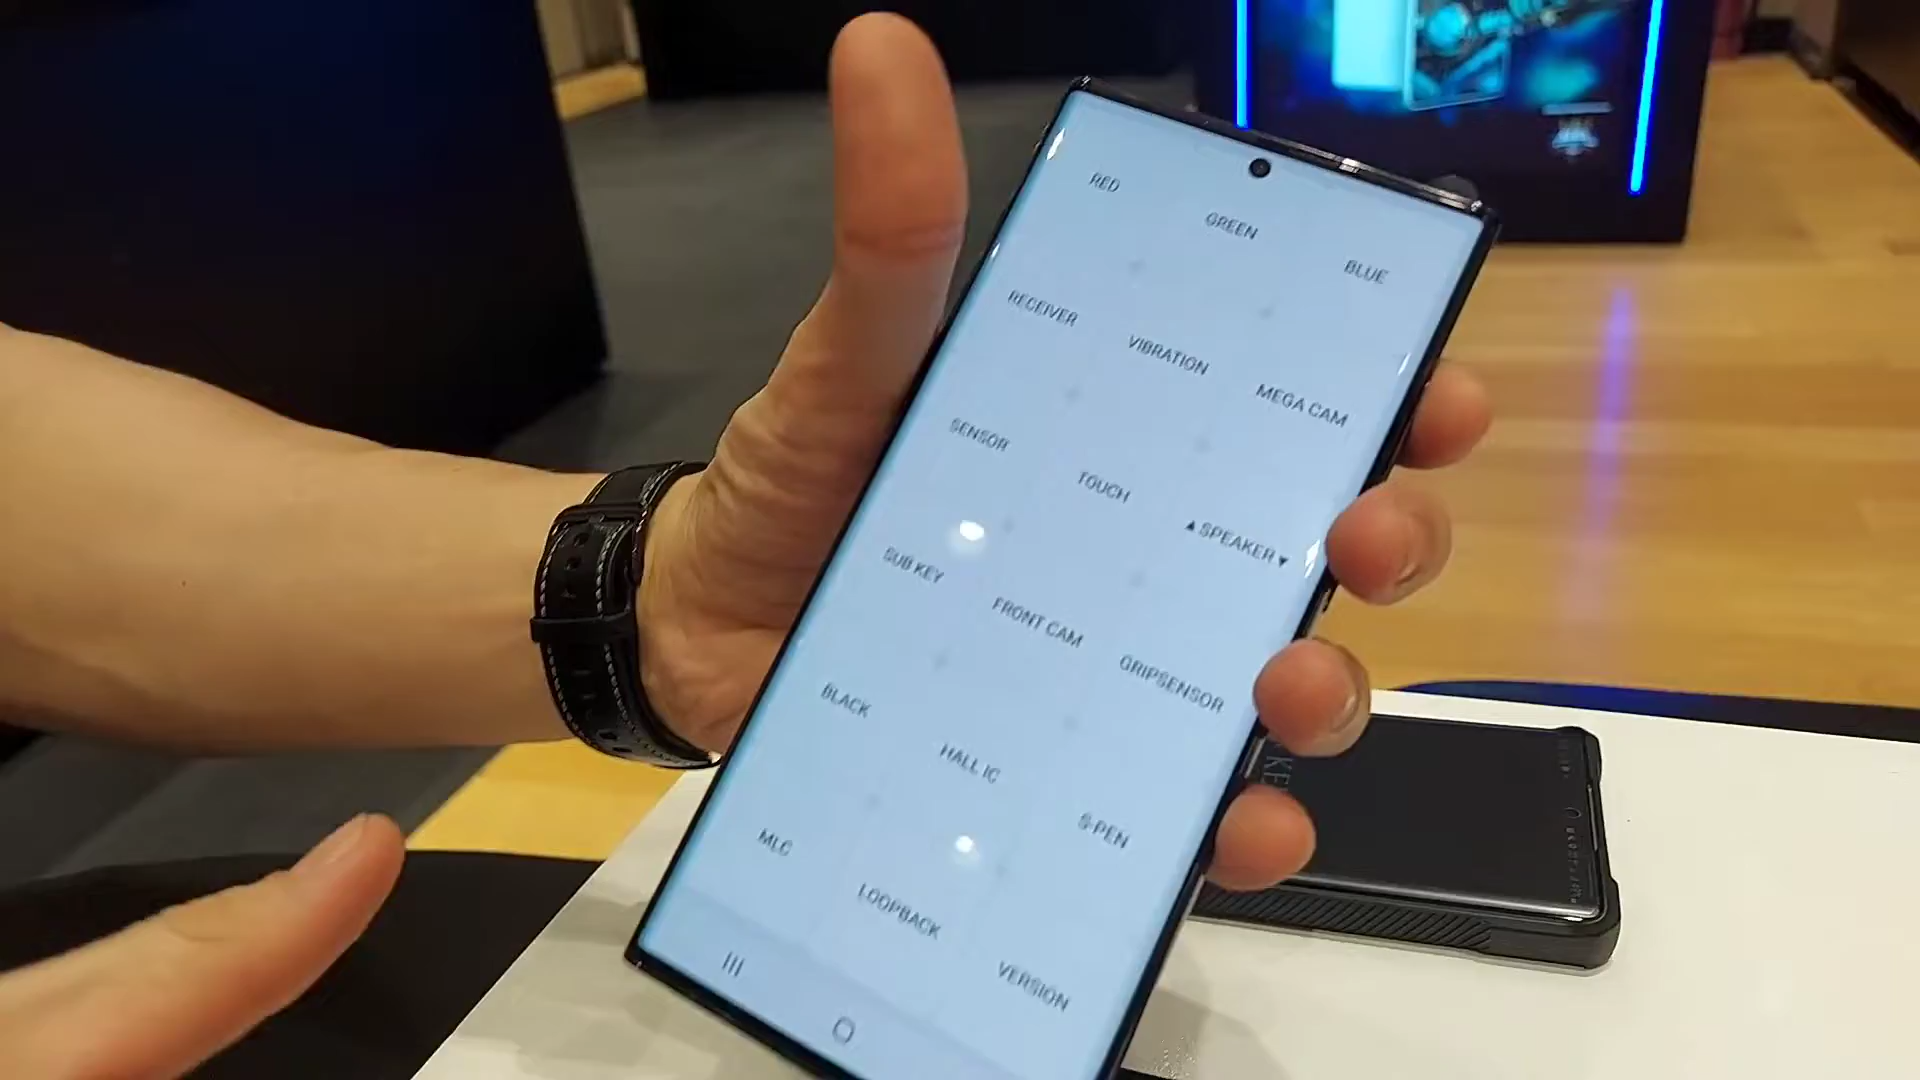 RED GREEN BLUE
RECEIVER VIBRATION MEGA CAM
SENSOR TOUCH ▲ SPEAKER ▼
SUB KEY FRONT CAM GRIPSENSOR
BLACK HALL IC S-PEN
MLC LOOPBACK VERSION